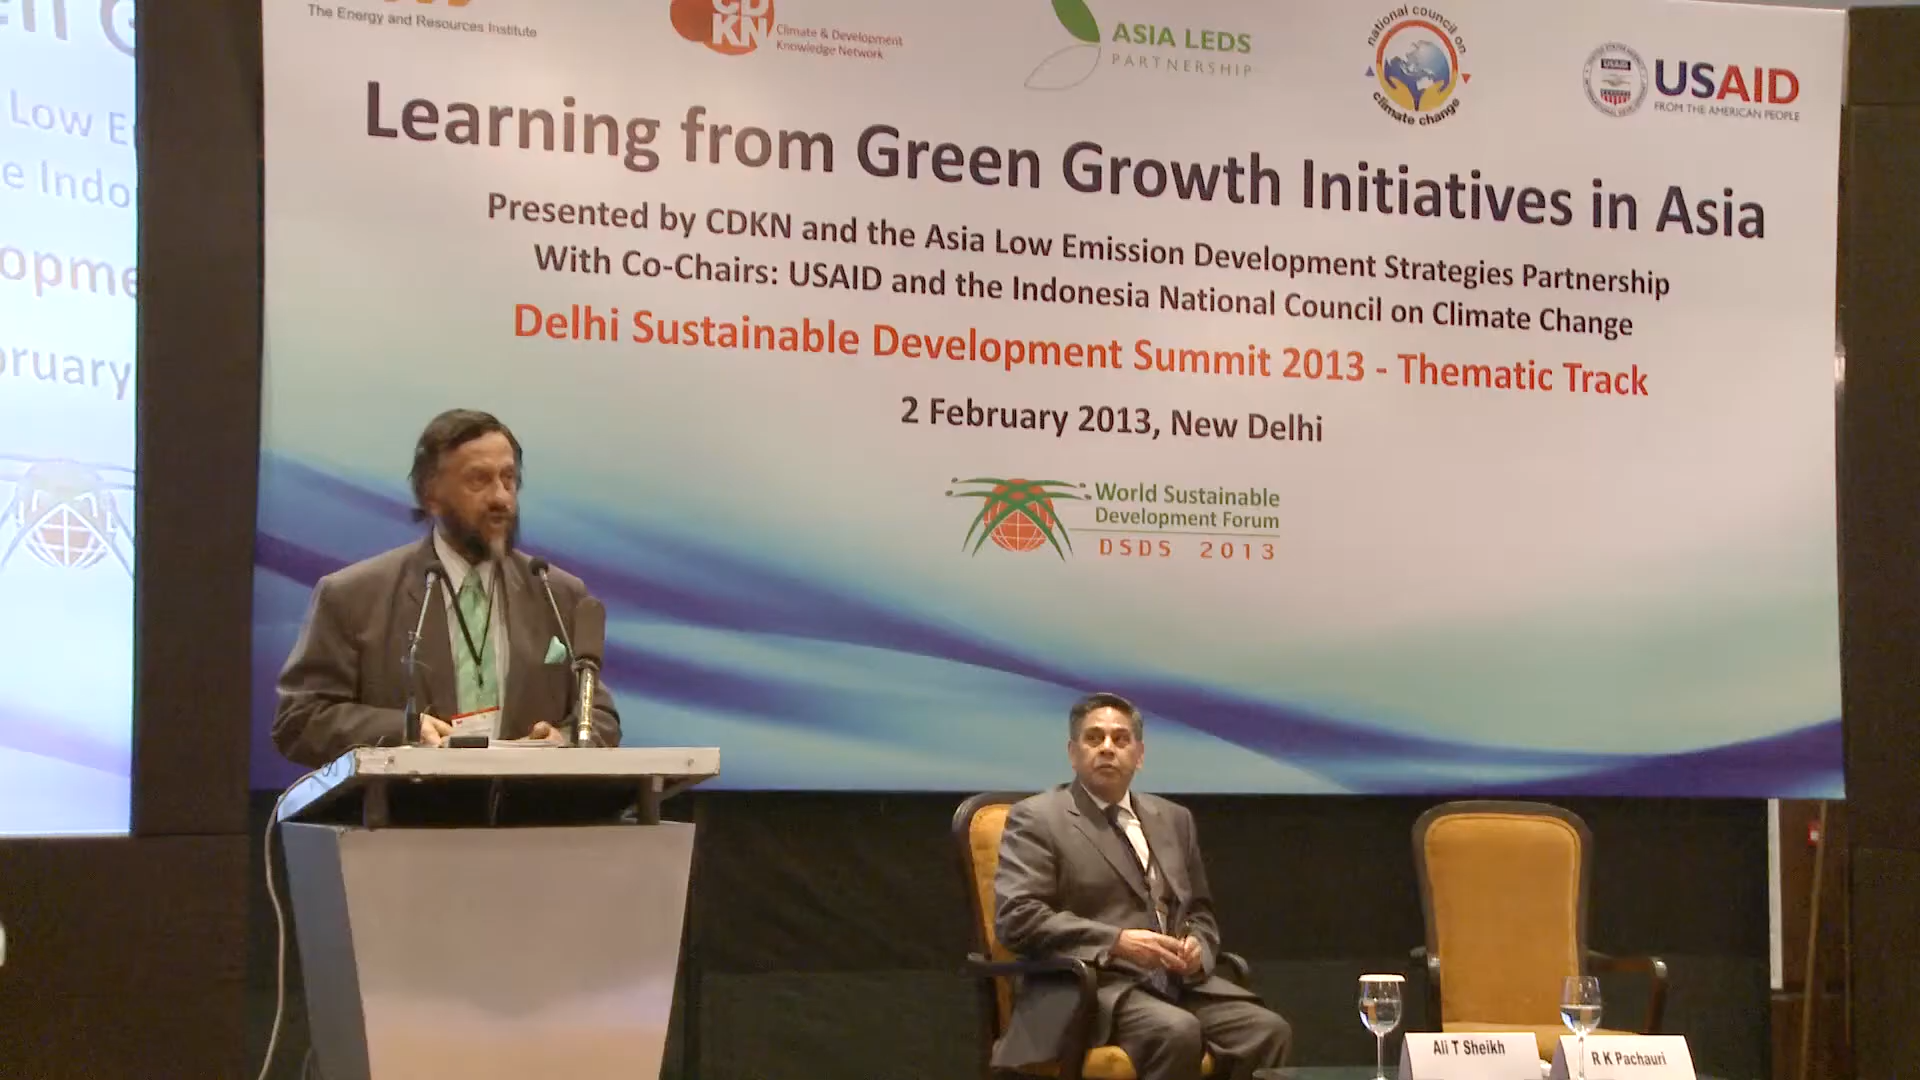 The Energy and Resources Institute
CDKN
Climate & Development
Knowledge Network
ASIA LEDS
PARTNERSHIP
national council on
climate change
USAID
USAID
FROM THE AMERICAN PEOPLE
Learning from Green Growth Initiatives in Asia
Presented by CDKN and the Asia Low Emission Development Strategies Partnership
With Co-Chairs: USAID and the Indonesia National Council on Climate Change
Delhi Sustainable Development Summit 2013 - Thematic Track
2 February 2013, New Delhi
World Sustainable
Development Forum
DSDS 2013
Low E
e Indo
opme
ruary
Ali T Sheikh
R K Pachauri